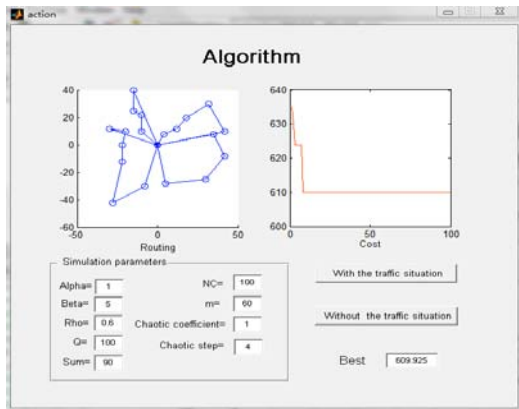 action
Algorithm
40
20
0
-20
-40
-60
-50 0 50
Routing
640
630
620
610
600
0 50 100
Cost
Simulation parameters
Alpha= 1
Beta= 5
Rho= 0.6
Q= 100
Sum= 90
NC= 100
m= 60
Chaotic coefficient= 1
Chaotic step= 4
With the traffic situation
Without the traffic situation
Best 609.925